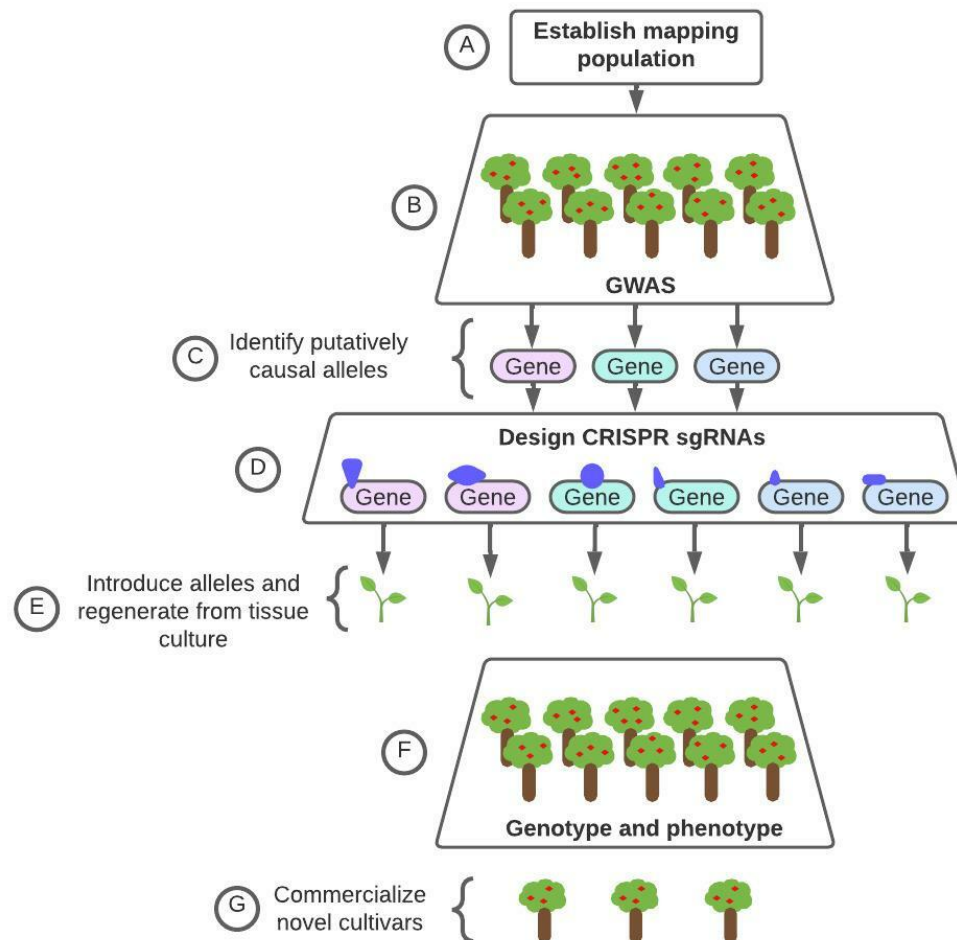 A
Establish mapping
population
B
GWAS
C
Identify putatively
causal alleles
Gene Gene Gene
Design CRISPR sgRNAs
D
Gene Gene Gene Gene Gene Gene
E
Introduce alleles and
regenerate from tissue
culture
F
Genotype and phenotype
G
Commercialize
novel cultivars